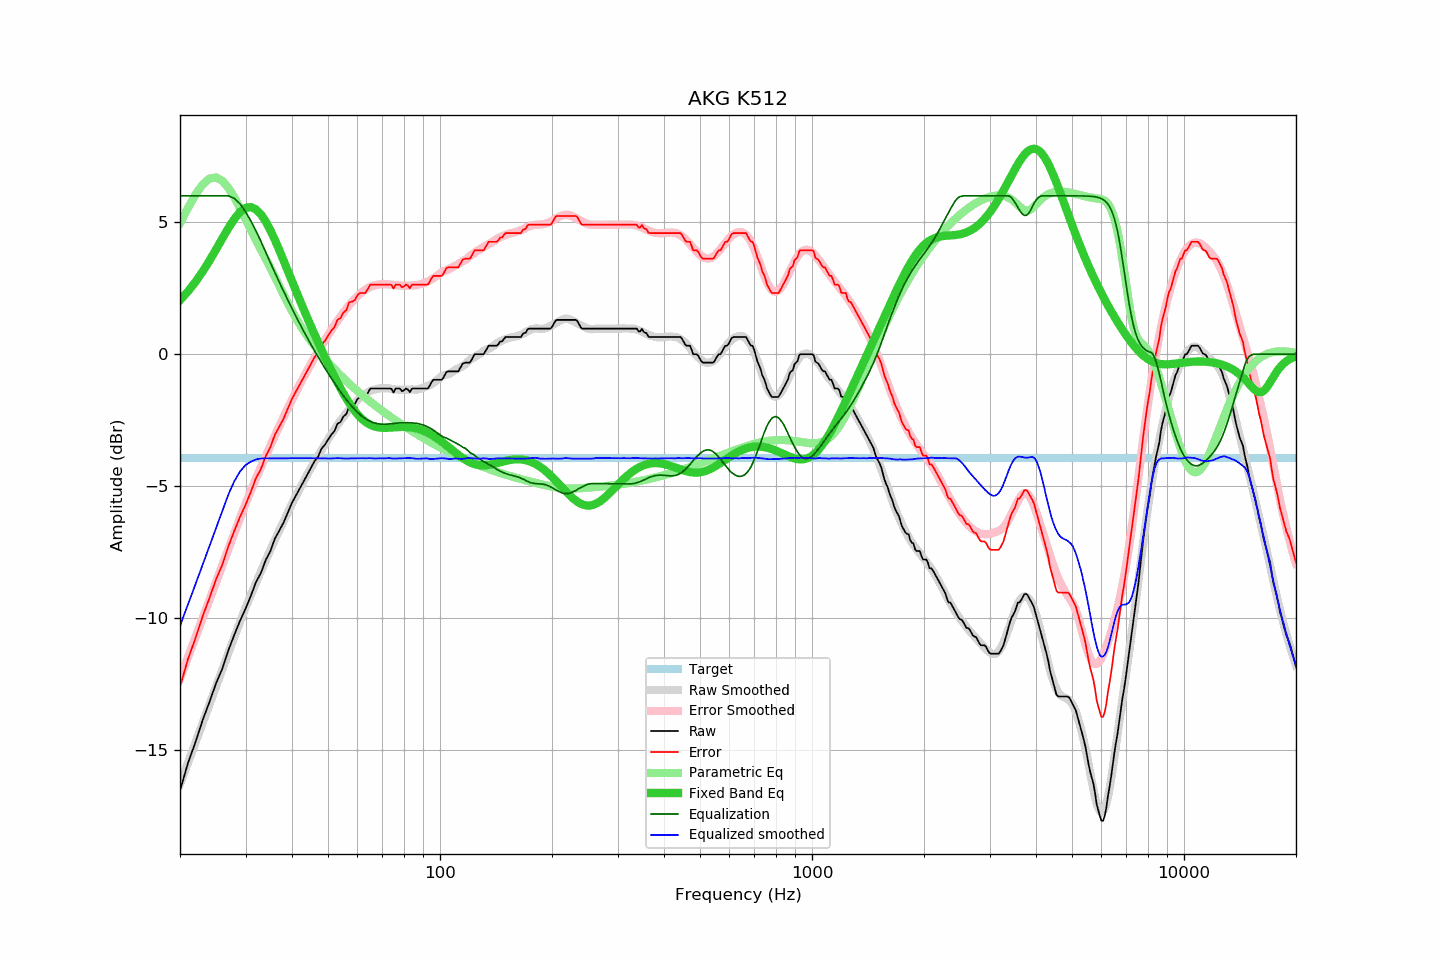 AKG K512
Amplitude (dBr)
5
0
−5
−10
−15
100
1000
10000
Frequency (Hz)
Target
Raw Smoothed
Error Smoothed
Raw
Error
Parametric Eq
Fixed Band Eq
Equalization
Equalized smoothed